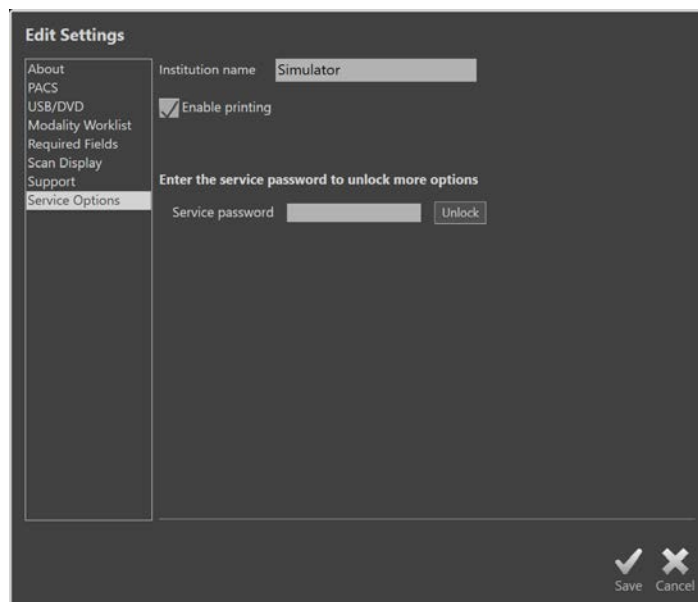 Edit Settings
About
PACS
USB/DVD
Modality Worklist
Required Fields
Scan Display
Support
Service Options
Institution name Simulator
Enable printing
Enter the service password to unlock more options
Service password Unlock
Save Cancel